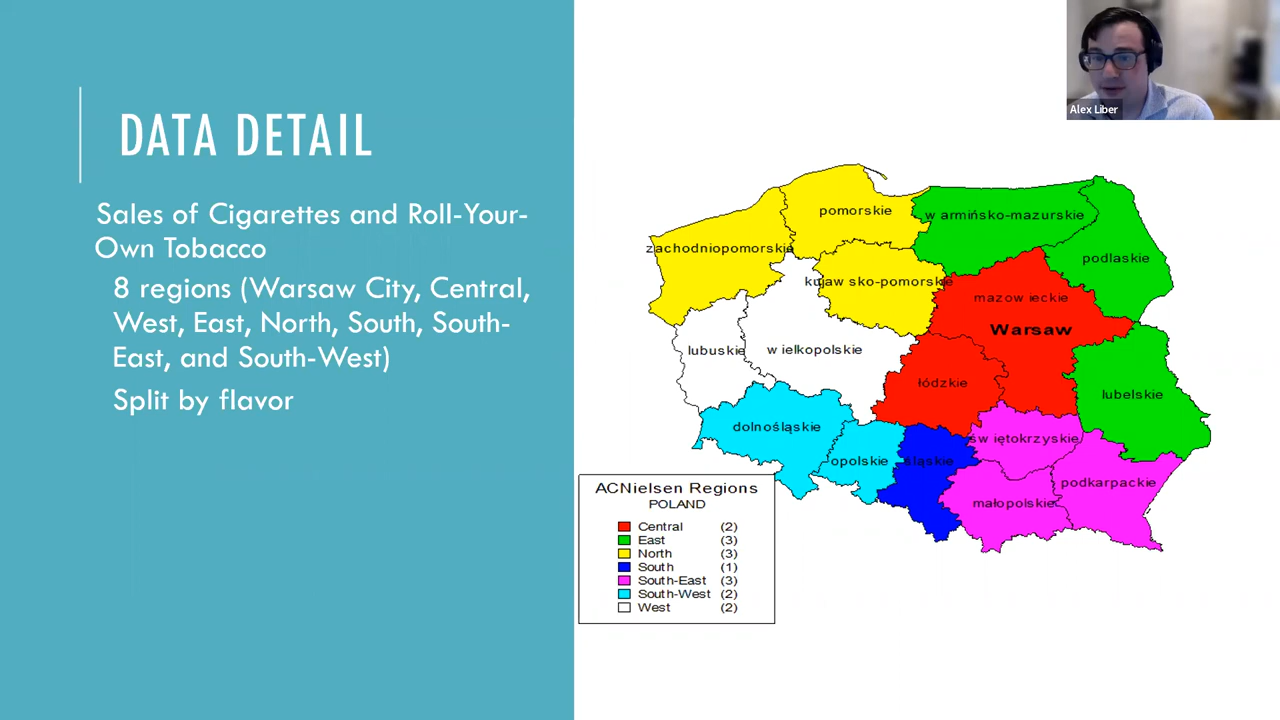 DATA DETAIL
Sales of Cigarettes and Roll-Your-
Own Tobacco
8 regions (Warsaw City, Central,
West, East, North, South, South-
East, and South-West)
Split by flavor
Alex Liber
pomorskie
w armińsko-mazurskie
zachodniopomorskie
podlaskie
kujaw sko-pomorskie
mazow ieckie
Warsaw
lubuskie
w ielkopolskie
łódzkie
lubelskie
dolnośląskie
św iętokrzyskie
opolskie
śląskie
podkarpackie
małopolskie
ACNielsen Regions
POLAND
Central (2)
East (3)
North (3)
South (1)
South-East (3)
South-West (2)
West (2)